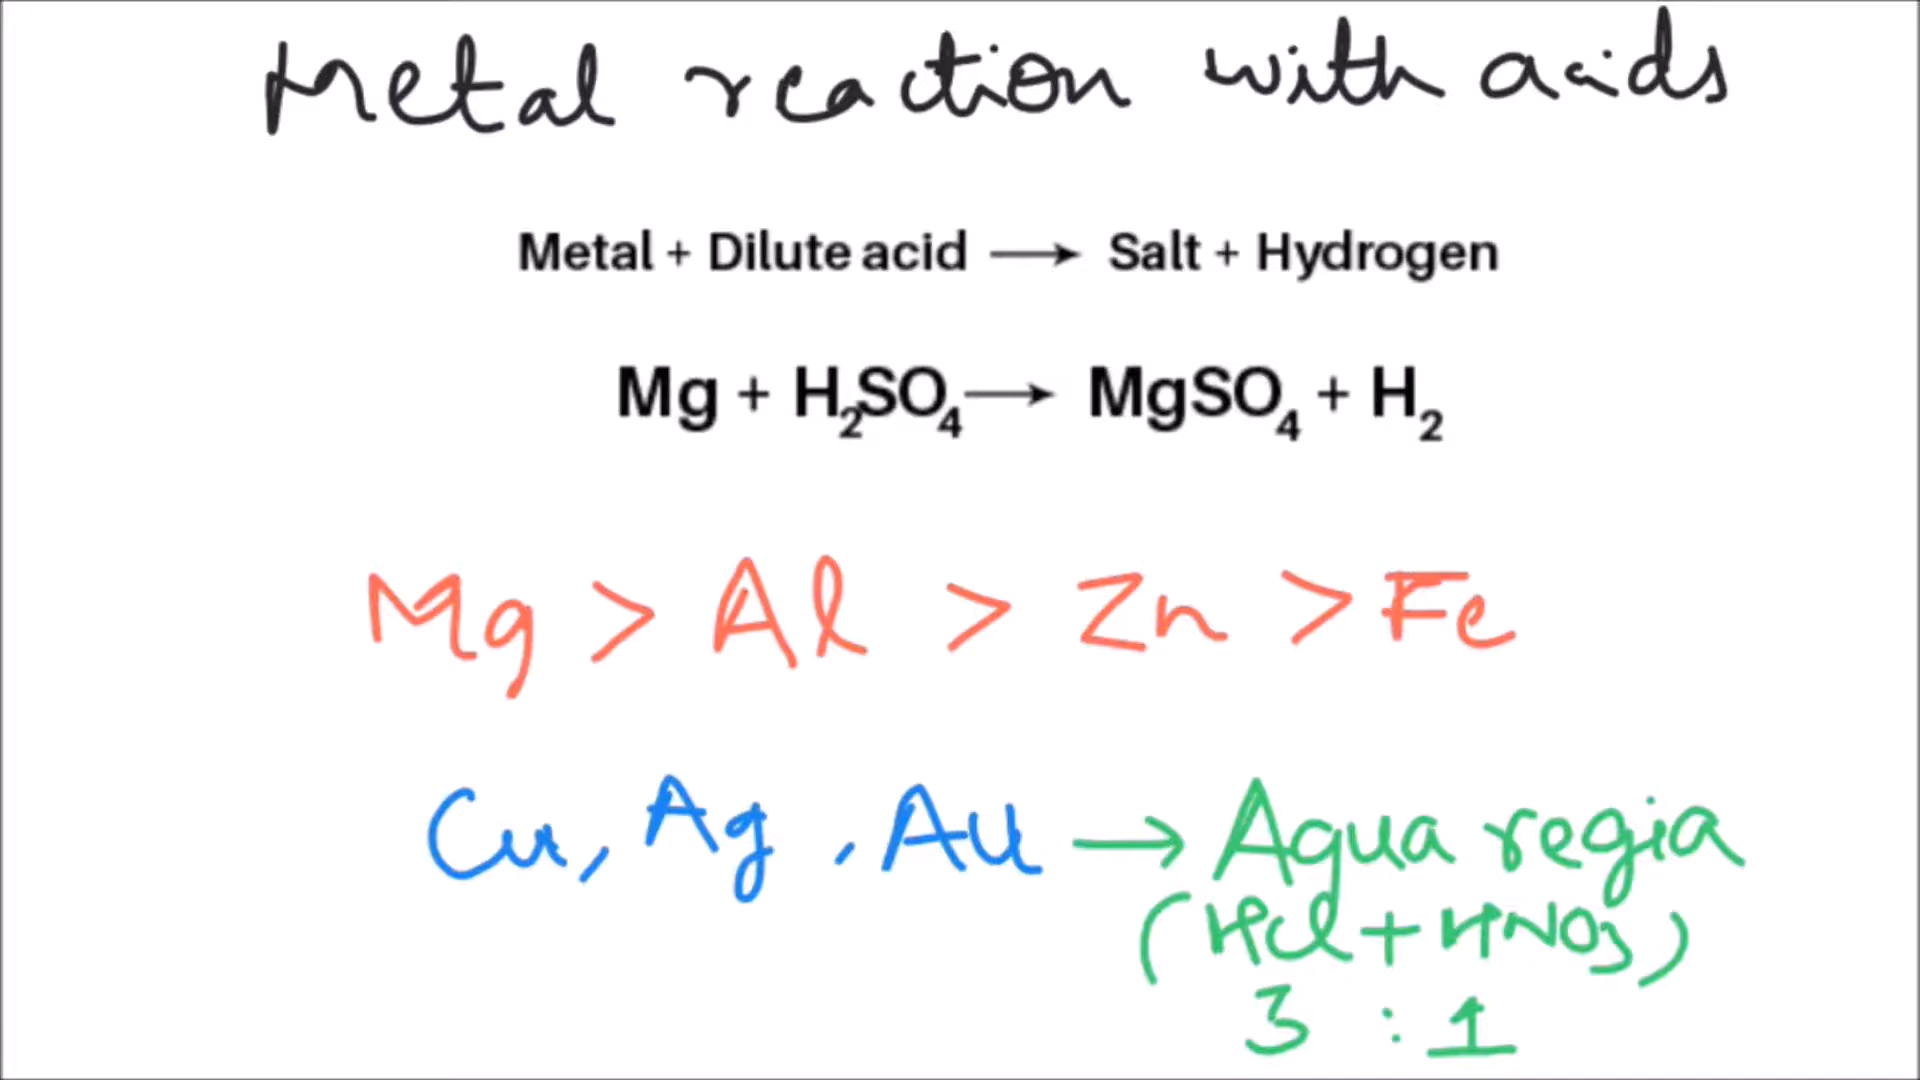 Metal reaction with acids
Metal + Dilute acid ⟶ Salt + Hydrogen
Mg + H₂SO₄ ⟶ MgSO₄ + H₂
Mg > Al > Zn > Fe
Cu, Ag, Au → Aqua regia
(HCl + HNO₃)
3 : 1